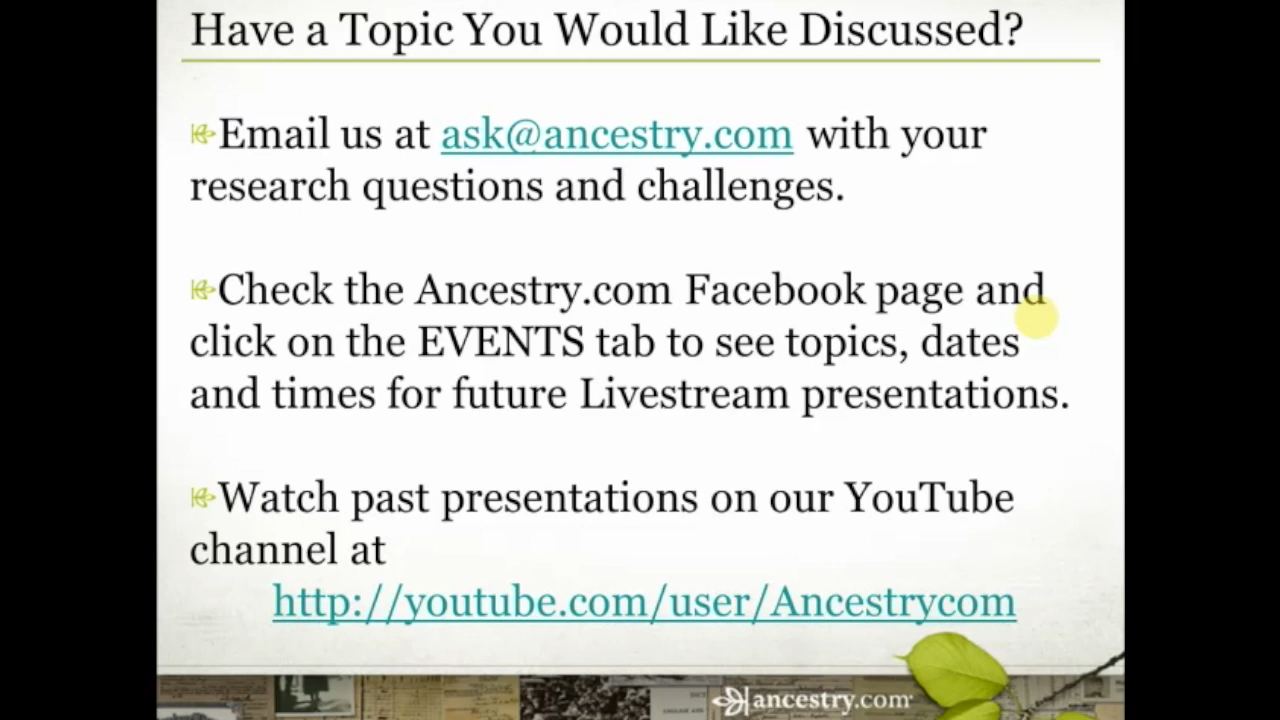 Have a Topic You Would Like Discussed?
Email us at ask@ancestry.com with your
research questions and challenges.
Check the Ancestry.com Facebook page and
click on the EVENTS tab to see topics, dates
and times for future Livestream presentations.
Watch past presentations on our YouTube
channel at
http://youtube.com/user/Ancestrycom
ancestry.com